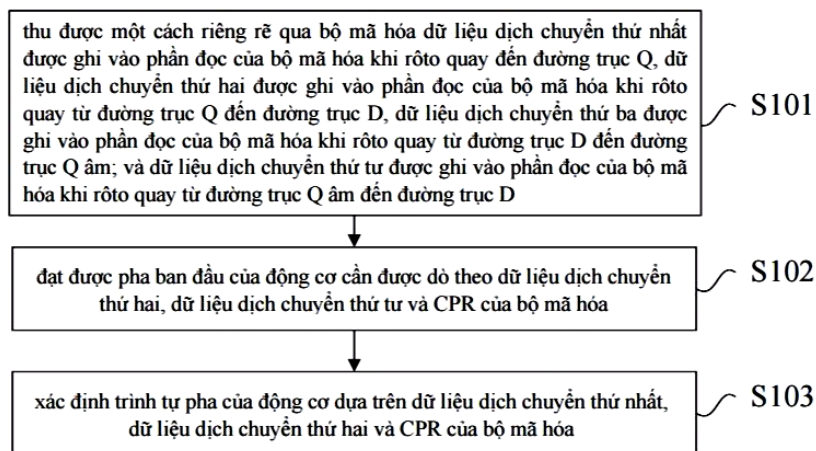 thu được một cách riêng rẽ qua bộ mã hóa dữ liệu dịch chuyển thứ nhất
được ghi vào phần đọc của bộ mã hóa khi rôto quay đến đường trục Q, dữ
liệu dịch chuyển thứ hai được ghi vào phần đọc của bộ mã hóa khi rôto
quay từ đường trục Q đến đường trục D, dữ liệu dịch chuyển thứ ba được
ghi vào phần đọc của bộ mã hóa khi rôto quay từ đường trục D đến đường
trục Q âm; và dữ liệu dịch chuyển thứ tư được ghi vào phần đọc của bộ mã
hóa khi rôto quay từ đường trục Q âm đến đường trục D
S101
đạt được pha ban đầu của động cơ cần được dò theo dữ liệu dịch chuyển
thứ hai, dữ liệu dịch chuyển thứ tư và CPR của bộ mã hóa
S102
xác định trình tự pha của động cơ dựa trên dữ liệu dịch chuyển thứ nhất,
dữ liệu dịch chuyển thứ hai và CPR của bộ mã hóa
S103